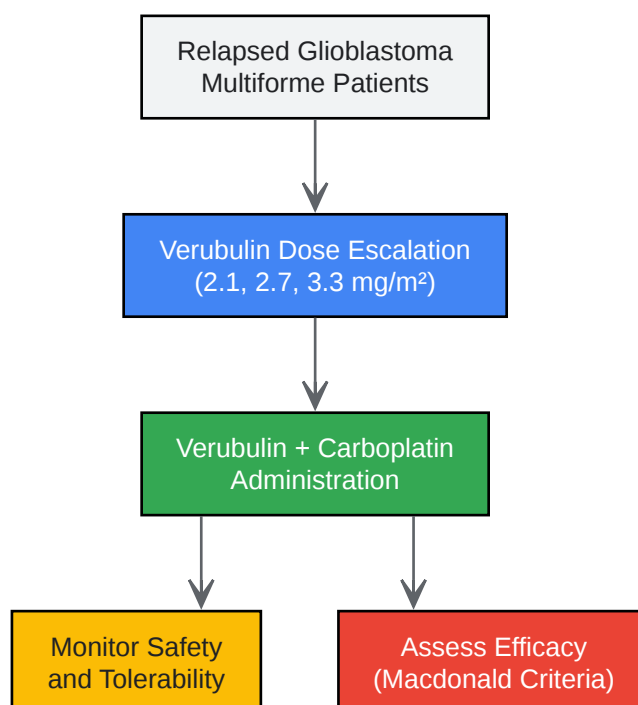 Relapsed Glioblastoma
Multiforme Patients
Verubulin Dose Escalation
(2.1, 2.7, 3.3 mg/m²)
Verubulin + Carboplatin
Administration
Monitor Safety
and Tolerability
Assess Efficacy
(Macdonald Criteria)